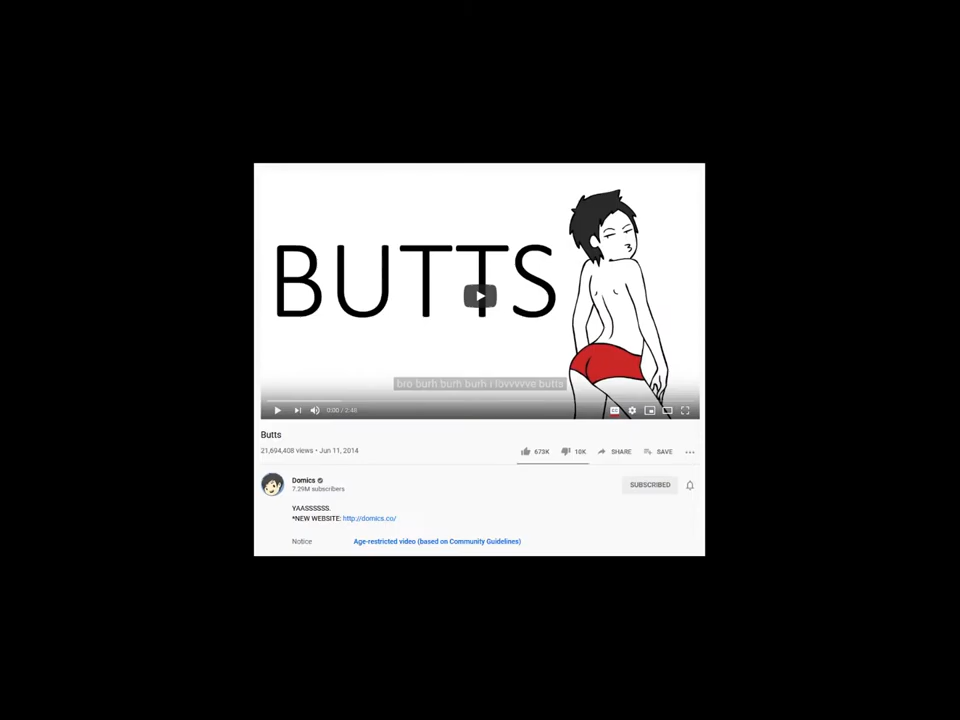 BUTTS
bro burh burh burh i lovvvvve butts
0:00 / 2:46
CC
Butts
21,694,408 views • Jun 11, 2014
673K 10K SHARE SAVE
Domics
7.29M subscribers
SUBSCRIBED
YAASSSSSS.
*NEW WEBSITE: http://domics.co/
Notice Age-restricted video (based on Community Guidelines)